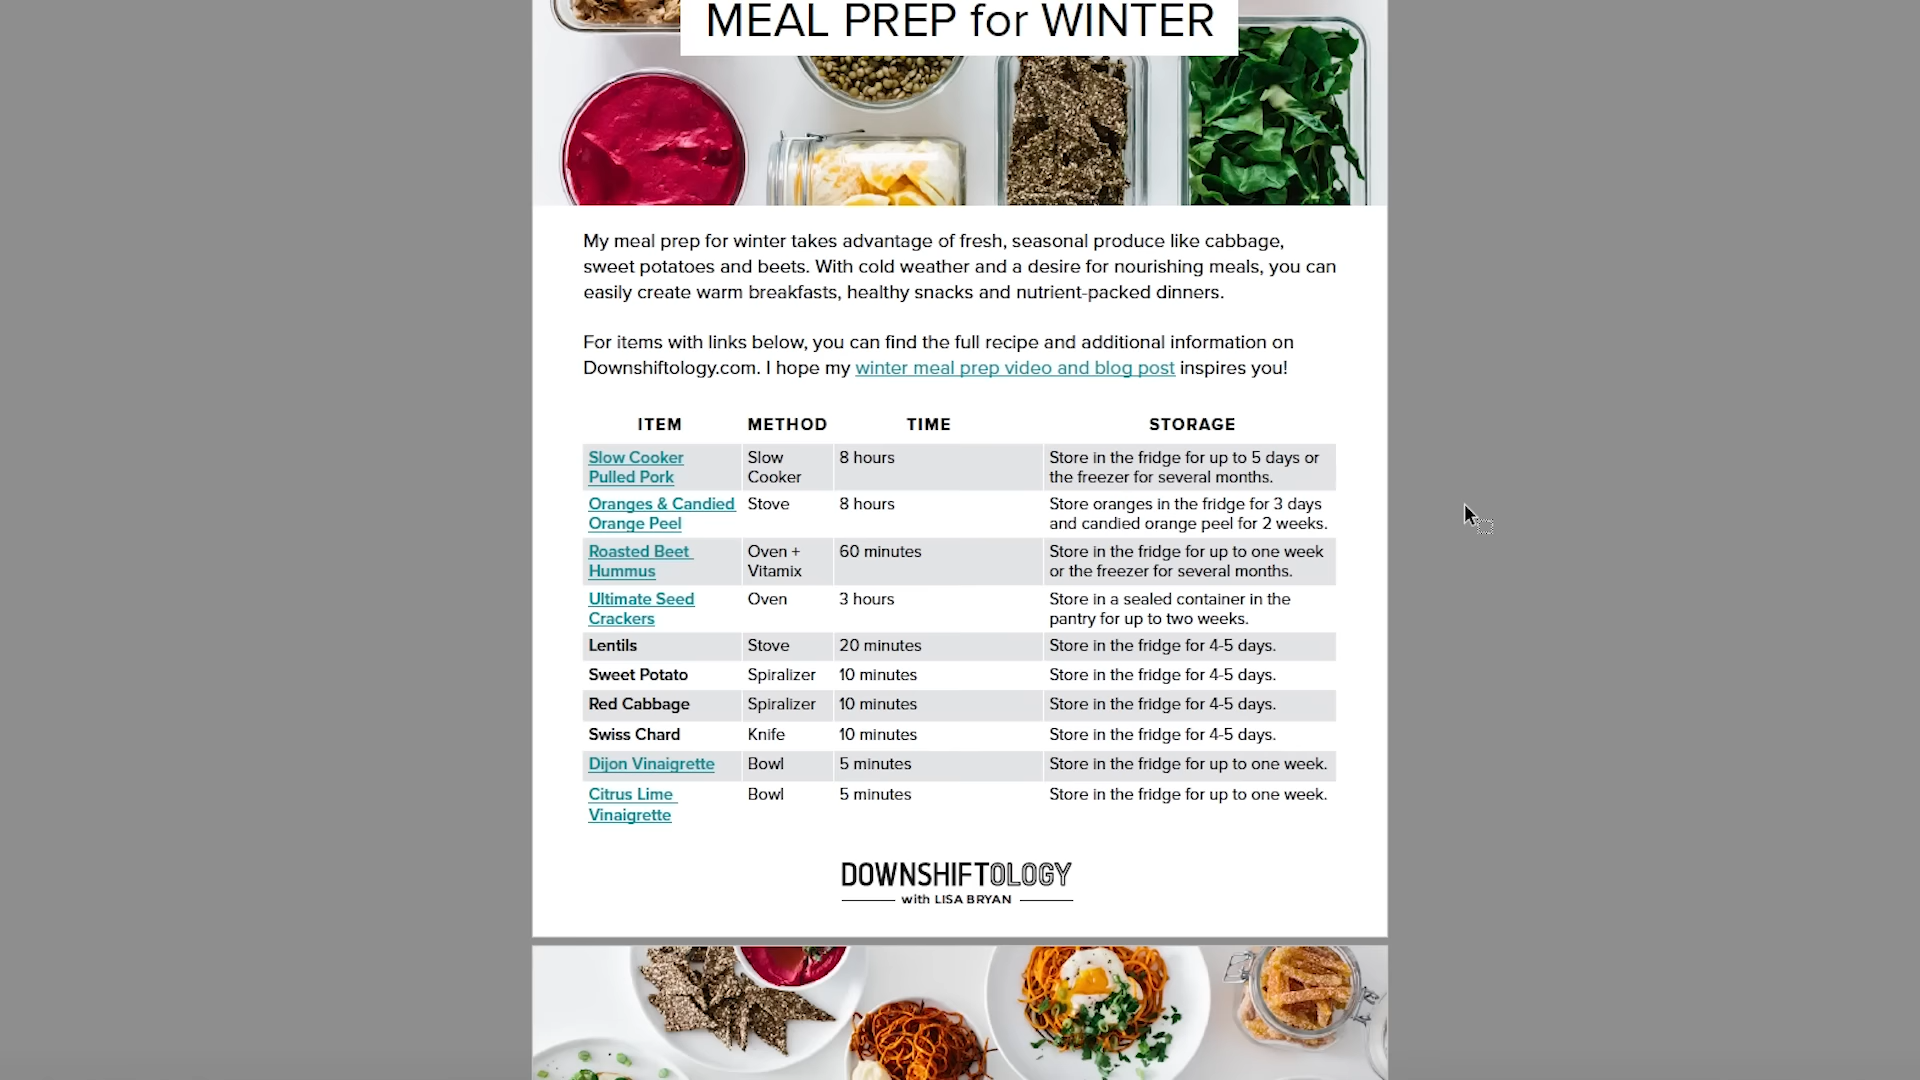 MEAL PREP for WINTER
My meal prep for winter takes advantage of fresh, seasonal produce like cabbage,
sweet potatoes and beets. With cold weather and a desire for nourishing meals, you can
easily create warm breakfasts, healthy snacks and nutrient-packed dinners.
For items with links below, you can find the full recipe and additional information on
Downshiftology.com. I hope my winter meal prep video and blog post inspires you!
ITEM METHOD TIME STORAGE
Slow Cooker Slow 8 hours Store in the fridge for up to 5 days or
Pulled Pork Cooker the freezer for several months.
Oranges & Candied Stove 8 hours Store oranges in the fridge for 3 days
Orange Peel and candied orange peel for 2 weeks.
Roasted Beet Oven + 60 minutes Store in the fridge for up to one week
Hummus Vitamix or the freezer for several months.
Ultimate Seed Oven 3 hours Store in a sealed container in the
Crackers pantry for up to two weeks.
Lentils Stove 20 minutes Store in the fridge for 4-5 days.
Sweet Potato Spiralizer 10 minutes Store in the fridge for 4-5 days.
Red Cabbage Spiralizer 10 minutes Store in the fridge for 4-5 days.
Swiss Chard Knife 10 minutes Store in the fridge for 4-5 days.
Dijon Vinaigrette Bowl 5 minutes Store in the fridge for up to one week.
Citrus Lime Bowl 5 minutes Store in the fridge for up to one week.
Vinaigrette
DOWNSHIFTOLOGY
with LISA BRYAN